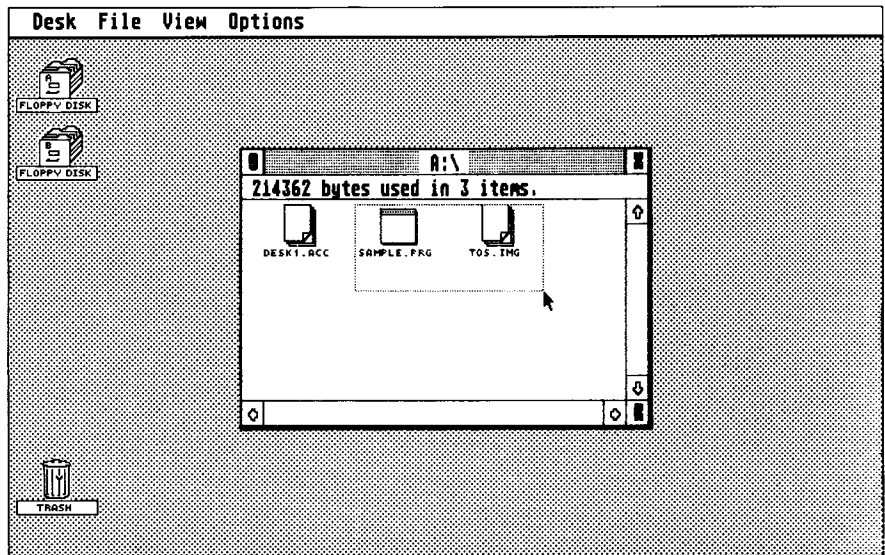 Desk File View Options
A
FLOPPY DISK
B
FLOPPY DISK
A:\
214362 bytes used in 3 items.
DESK1.ACC SAMPLE.PRG TOS.IMG
TRASH